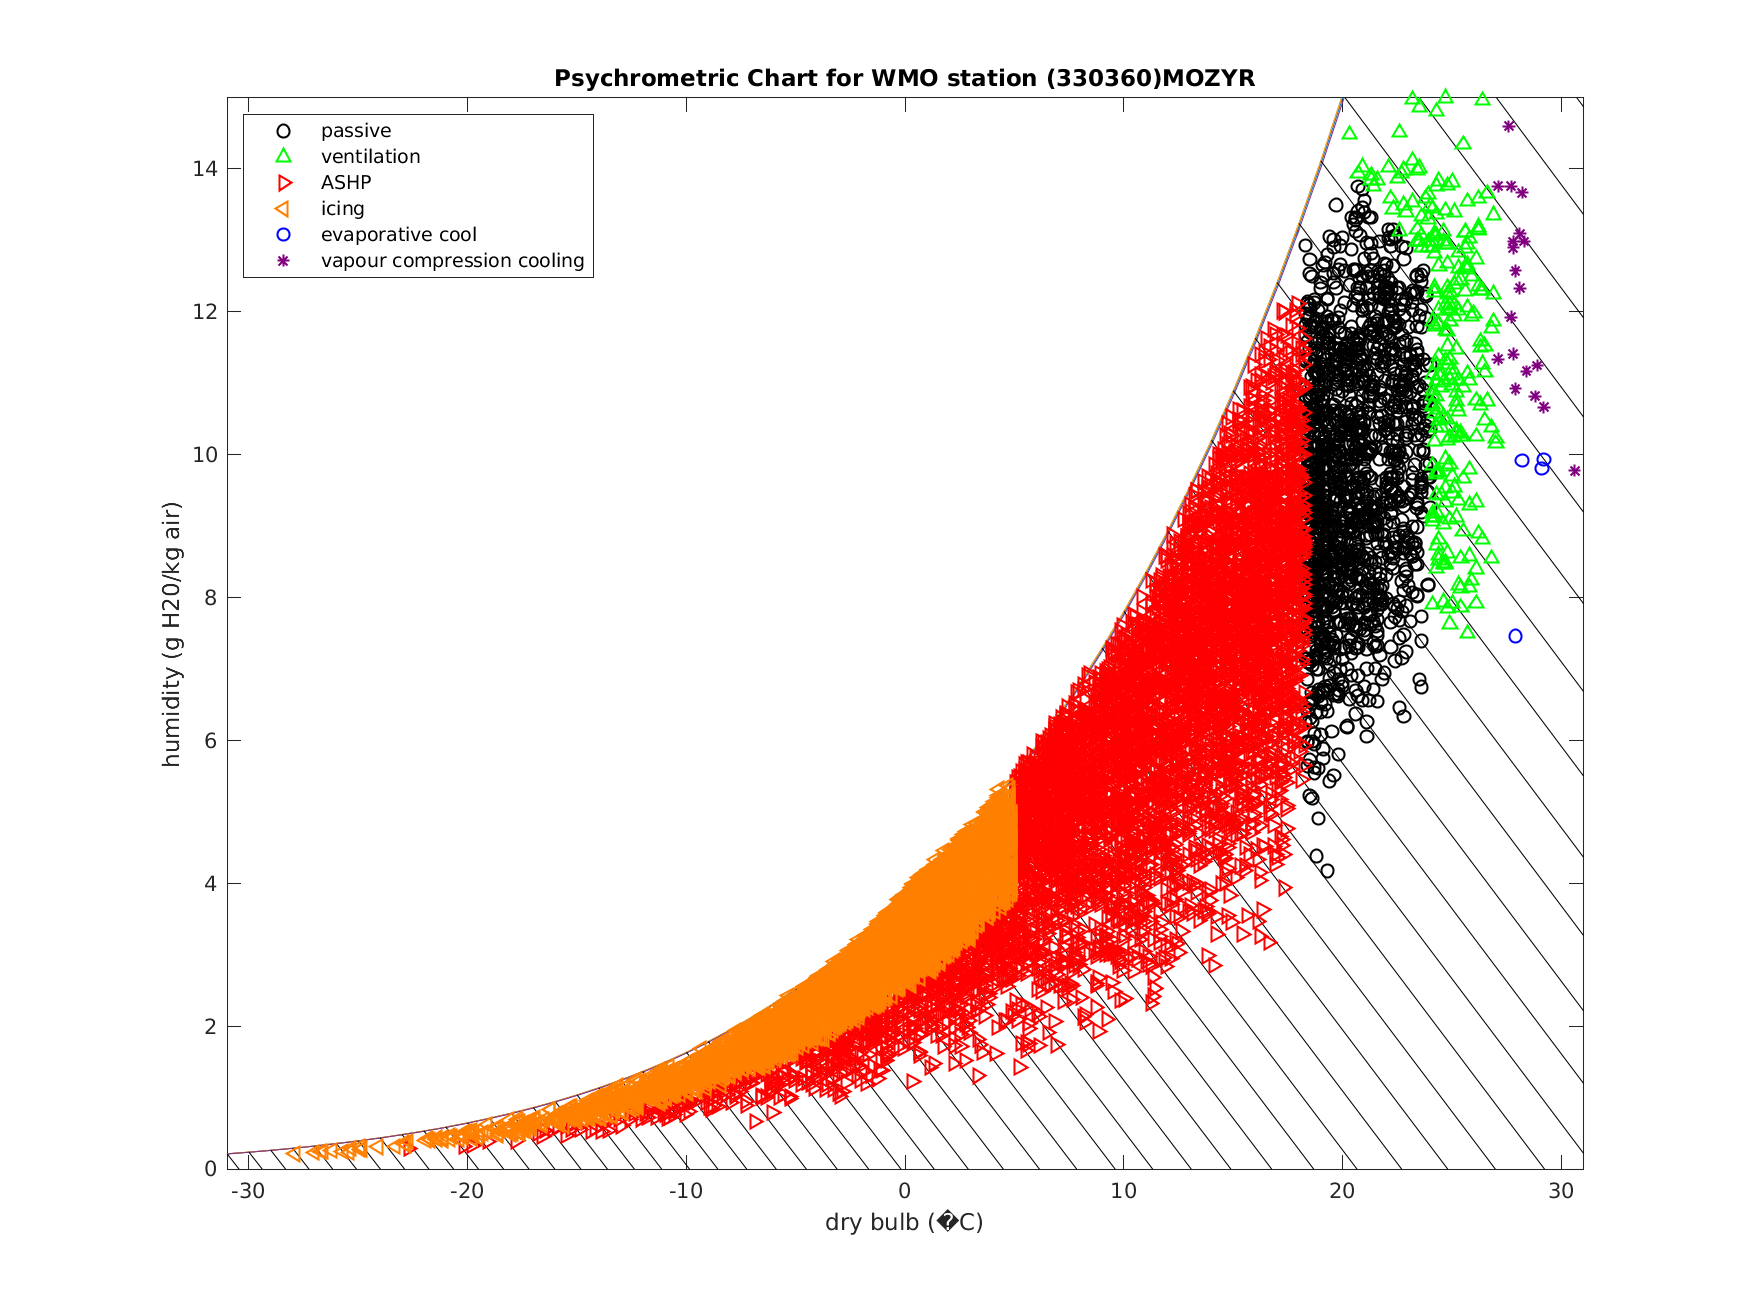 Psychrometric Chart for WMO station (330360)MOZYR
passive
ventilation
ASHP
icing
evaporative cool
vapour compression cooling
14
12
10
8
6
4
2
0
humidity (g H20/kg air)
-30 -20 -10 0 10 20 30
dry bulb (�C)